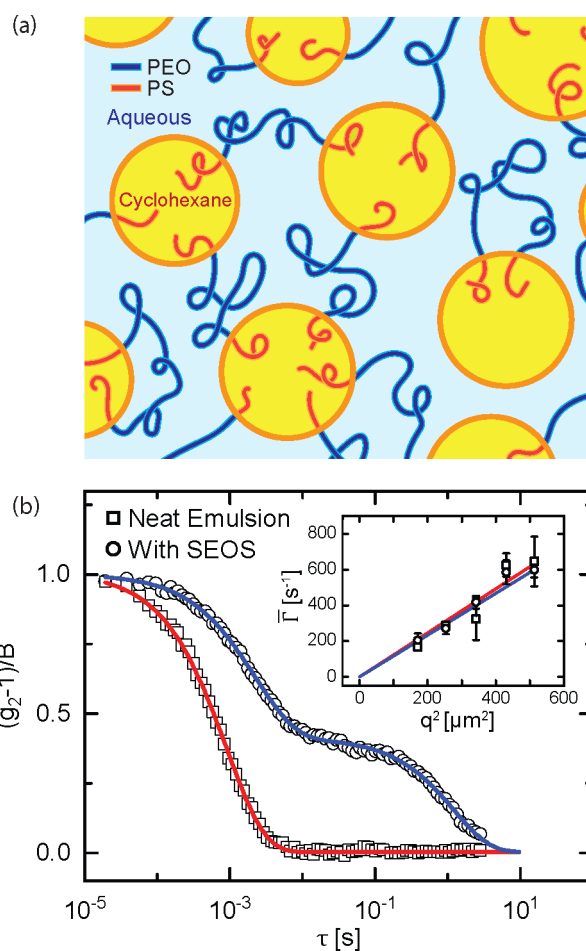 (a)
PEO
PS
Aqueous
Cyclohexane
(b)
Neat Emulsion
With SEOS
(g₂-1)/B
1.0
0.5
0.0
10⁻⁵ 10⁻³ 10⁻¹ 10¹
τ [s]
Γ̅ [s⁻¹]
800
600
400
200
0 200 400 600
q² [µm²]